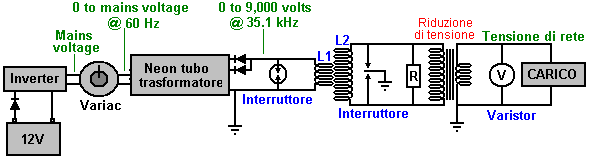 0 to mains voltage
@ 60 Hz
0 to 9,000 volts
@ 35.1 kHz
Mains
voltage
Riduzione
di tensione
Tensione di rete
L1
L2
Inverter
Variac
Neon tubo
trasformatore
Interruttore
Interruttore
R
V
CARICO
Varistor
12V